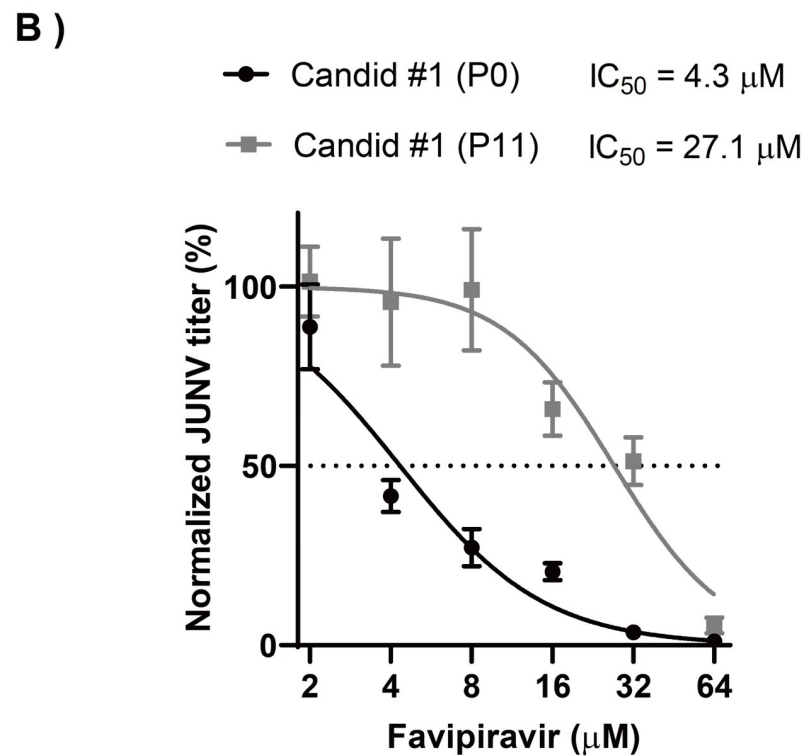 B )
Candid #1 (P0) IC50 = 4.3 μM
Candid #1 (P11) IC50 = 27.1 μM
Normalized JUNV titer (%)
100
50
0
2 4 8 16 32 64
Favipiravir (μM)